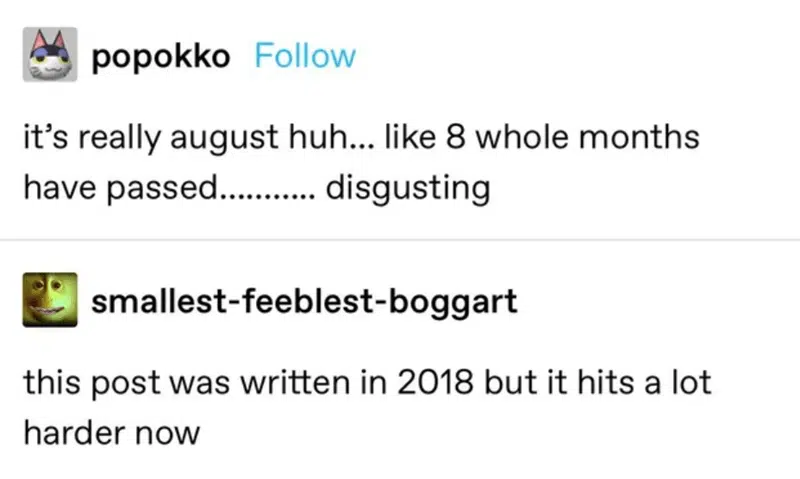 popokko Follow
it’s really august huh... like 8 whole months
have passed........... disgusting
smallest-feeblest-boggart
this post was written in 2018 but it hits a lot
harder now